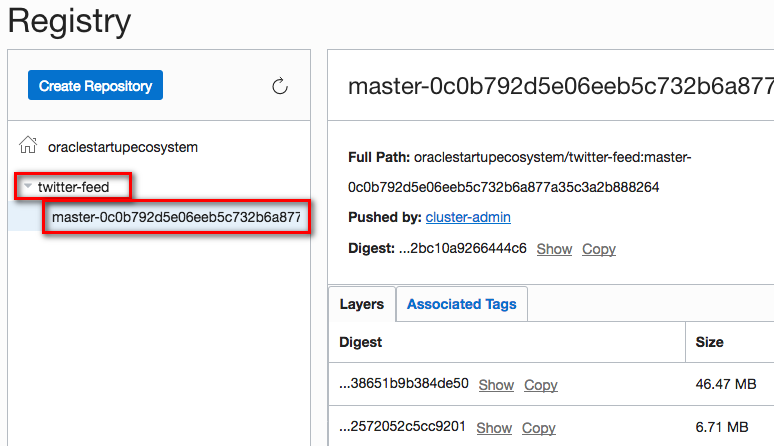 Registry
Create Repository
oraclestartupecosystem
twitter-feed
master-0c0b792d5e06eeb5c732b6a877
master-0c0b792d5e06eeb5c732b6a877
Full Path: oraclestartupecosystem/twitter-feed:master-
0c0b792d5e06eeb5c732b6a877a35c3a2b888264
Pushed by: cluster-admin
Digest: ...2bc10a9266444c6 Show Copy
Layers Associated Tags
Digest Size
...38651b9b384de50 Show Copy 46.47 MB
...2572052c5cc9201 Show Copy 6.71 MB